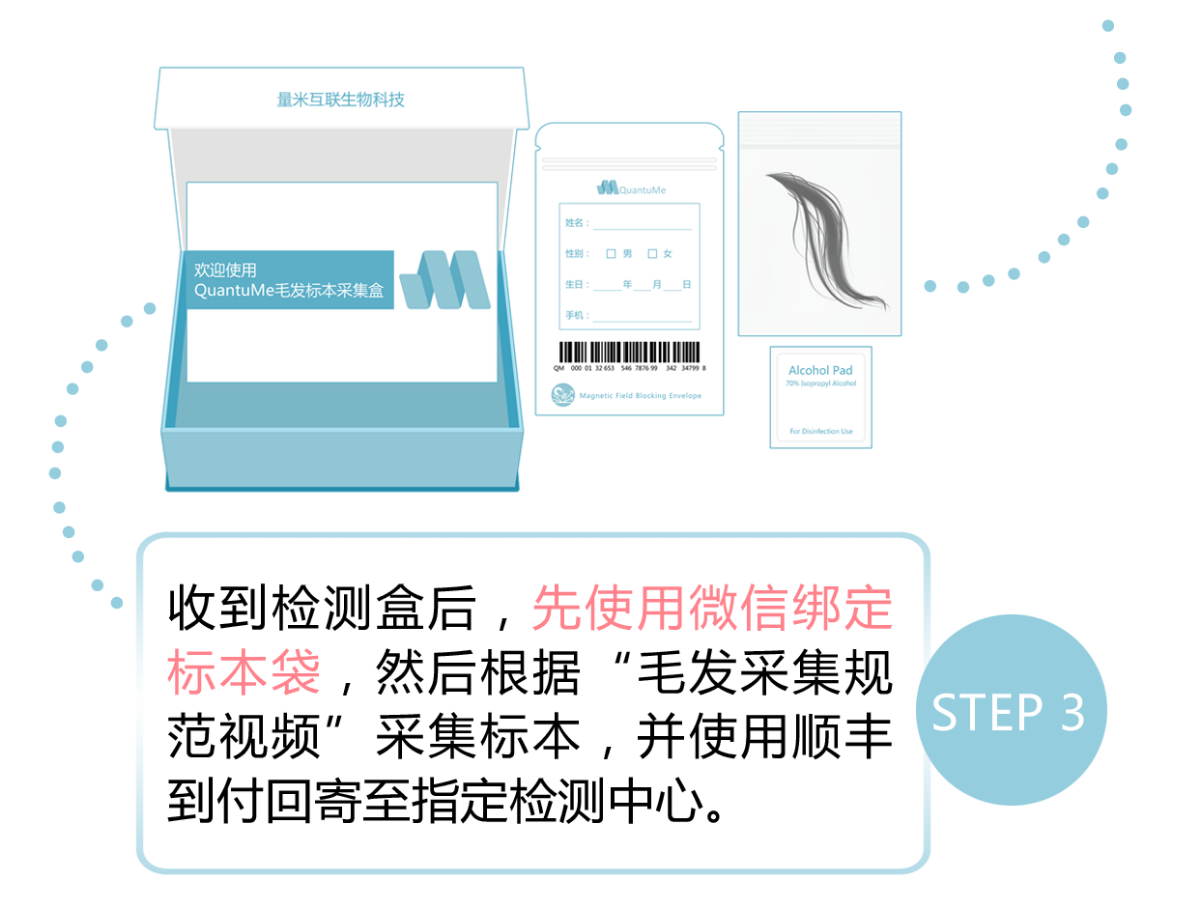 量米互联生物科技
欢迎使用
QuantuMe毛发标本采集盒
QuantuMe
姓名：
性别： 男 女
生日： 年 月 日
手机：
QM 000 01 32 653 546 7876 99 342 34799 8
Magnetic Field Blocking Envelope
Alcohol Pad
70% Isopropyl Alcohol
For Disinfection Use
收到检测盒后，先使用微信绑定
标本袋，然后根据“毛发采集规
范视频”采集标本，并使用顺丰
到付回寄至指定检测中心。
STEP 3